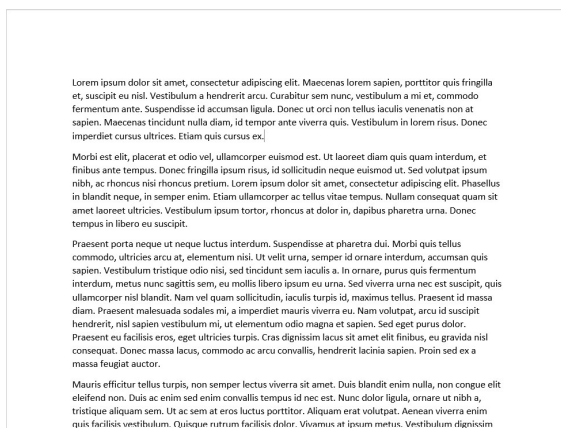 Lorem ipsum dolor sit amet, consectetur adipiscing elit. Maecenas lorem sapien, porttitor quis fringilla
et, suscipit eu nisl. Vestibulum a hendrerit arcu. Curabitur sem nunc, vestibulum a mi et, commodo
fermentum ante. Suspendisse id accumsan ligula. Donec ut orci non tellus iaculis venenatis non at
sapien. Maecenas tincidunt nulla diam, id tempor ante viverra quis. Vestibulum in lorem risus. Donec
imperdiet cursus ultrices. Etiam quis cursus ex.
Morbi est elit, placerat et odio vel, ullamcorper euismod est. Ut laoreet diam quis quam interdum, et
finibus ante tempus. Donec fringilla ipsum risus, id sollicitudin neque euismod ut. Sed volutpat ipsum
nibh, ac rhoncus nisi rhoncus pretium. Lorem ipsum dolor sit amet, consectetur adipiscing elit. Phasellus
in blandit neque, in semper enim. Etiam ullamcorper ac tellus vitae tempus. Nullam consequat quam sit
amet laoreet ultricies. Vestibulum ipsum tortor, rhoncus at dolor in, dapibus pharetra urna. Donec
tempus in libero eu suscipit.
Praesent porta neque ut neque luctus interdum. Suspendisse at pharetra dui. Morbi quis tellus
commodo, ultricies arcu at, elementum nisi. Ut velit urna, semper id ornare interdum, accumsan quis
sapien. Vestibulum tristique odio nisi, sed tincidunt sem iaculis a. In ornare, purus quis fermentum
interdum, metus nunc sagittis sem, eu mollis libero ipsum eu urna. Sed viverra urna nec est suscipit, quis
ullamcorper nisl blandit. Nam vel quam sollicitudin, iaculis turpis id, maximus tellus. Praesent id massa
diam. Praesent malesuada sodales mi, a imperdiet mauris viverra eu. Nam volutpat, arcu id suscipit
hendrerit, nisl sapien vestibulum mi, ut elementum odio magna et sapien. Sed eget purus dolor.
Praesent eu facilisis eros, eget ultricies turpis. Cras dignissim lacus sit amet elit finibus, eu gravida nisl
consequat. Donec massa lacus, commodo ac arcu convallis, hendrerit lacinia sapien. Proin sed ex a
massa feugiat auctor.
Mauris efficitur tellus turpis, non semper lectus viverra sit amet. Duis blandit enim nulla, non congue elit
eleifend non. Duis ac enim sed enim convallis tempus id nec est. Nunc dolor ligula, ornare ut nibh a,
tristique aliquam sem. Ut ac sem at eros luctus porttitor. Aliquam erat volutpat. Aenean viverra enim
quis facilisis vestibulum. Quisque rutrum facilisis dolor. Vivamus at ipsum metus. Vestibulum dignissim